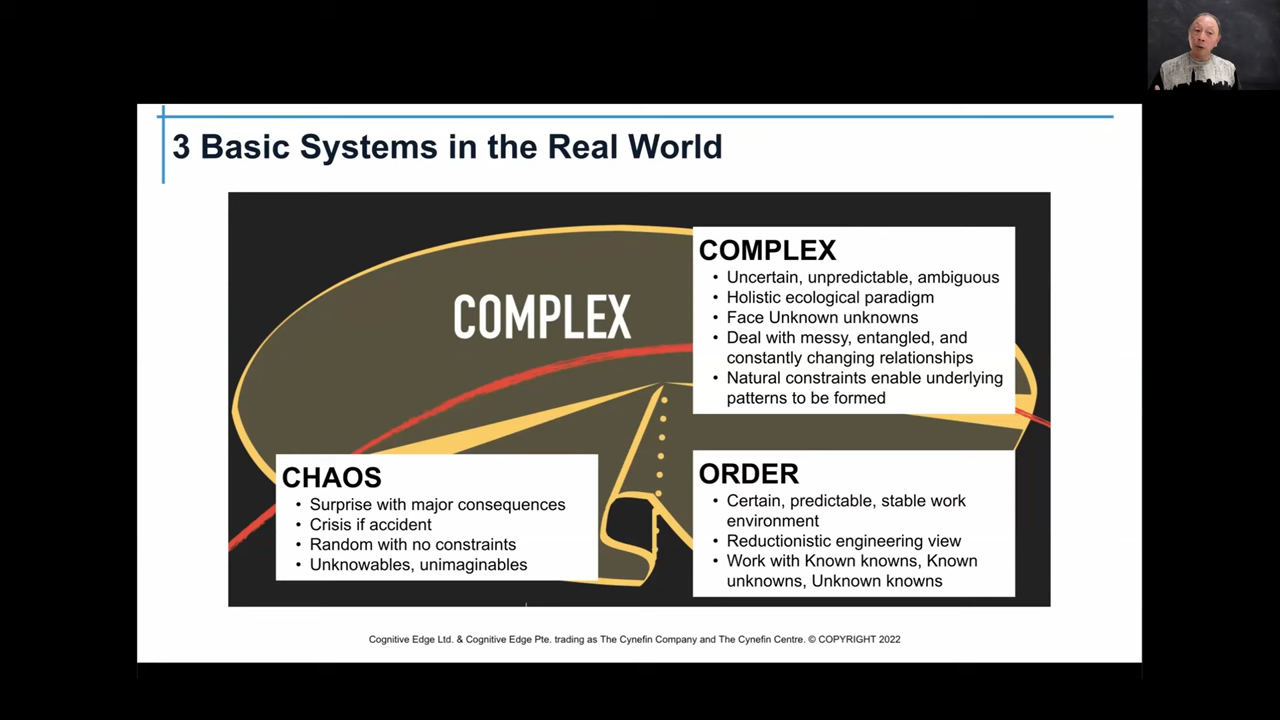 3 Basic Systems in the Real World
COMPLEX
COMPLEX
• Uncertain, unpredictable, ambiguous
• Holistic ecological paradigm
• Face Unknown unknowns
• Deal with messy, entangled, and
constantly changing relationships
• Natural constraints enable underlying
patterns to be formed
CHAOS
• Surprise with major consequences
• Crisis if accident
• Random with no constraints
• Unknowables, unimaginables
ORDER
• Certain, predictable, stable work
environment
• Reductionistic engineering view
• Work with Known knowns, Known
unknowns, Unknown knowns
Cognitive Edge Ltd. & Cognitive Edge Pte. trading as The Cynefin Company and The Cynefin Centre. © COPYRIGHT 2022